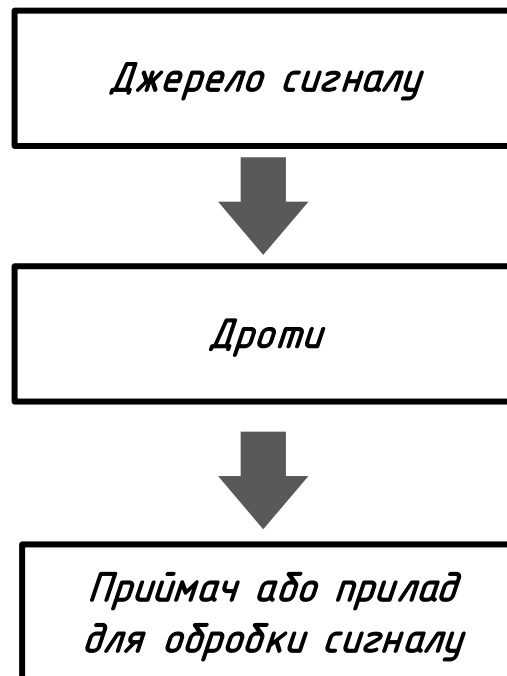 Джерело сигналу
Дроти
Приймач або прилад
для обробки сигналу